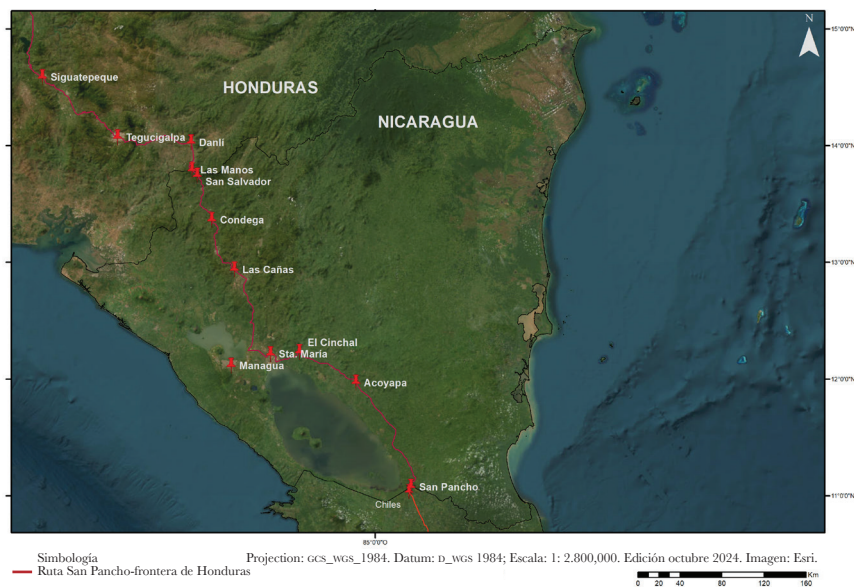 N
15°0'0"N
Siguatepeque
HONDURAS
NICARAGUA
Tegucigalpa
Danlí
14°0'0"N
Las Manos
San Salvador
Condega
13°0'0"N
Las Cañas
El Cinchal
Sta. María
Managua
12°0'0"N
Acoyapa
San Pancho
11°0'0"N
Chiles
85°0'0"O
Simbología
Ruta San Pancho-frontera de Honduras
Projection: GCS_WGS_1984. Datum: D_WGS 1984; Escala: 1: 2.800,000. Edición octubre 2024. Imagen: Esri.
Km
0 20 40 80 120 160